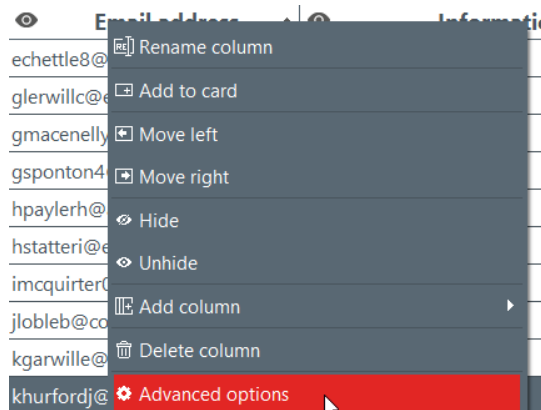 Email address
Informati
echettle8@
glerwillc@e
gmacenelly
gsponton4
hpaylerh@
hstatteri@e
imcquirter0
jlobleb@co
kgarwille@
khurfordj@
Rename column
Add to card
Move left
Move right
Hide
Unhide
Add column
Delete column
Advanced options